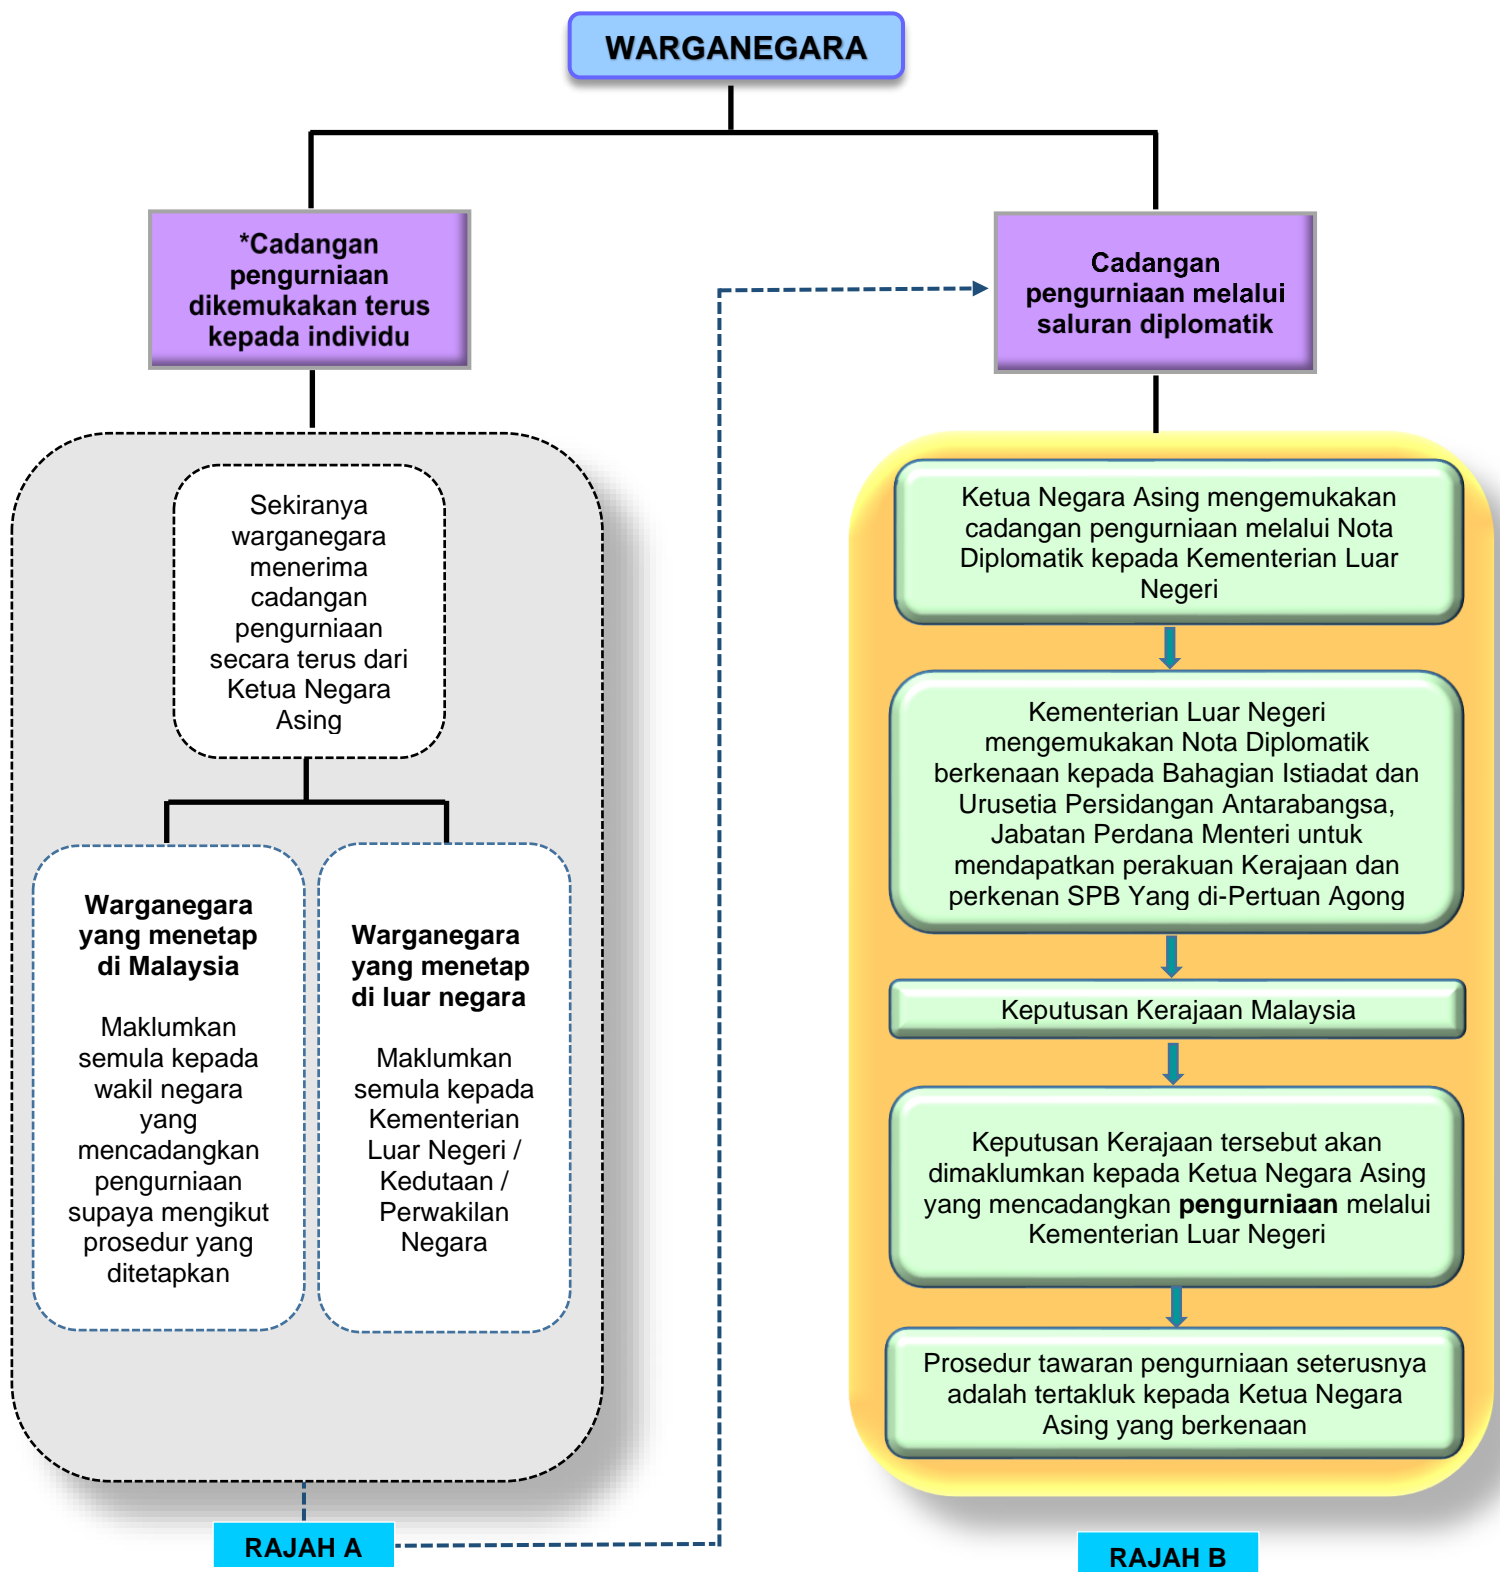 WARGANEGARA
*Cadangan
pengurniaan
dikemukakan terus
kepada individu
Sekiranya
warganegara
menerima
cadangan
pengurniaan
secara terus dari
Ketua Negara
Asing
Warganegara
yang menetap
di Malaysia
Maklumkan
semula kepada
wakil negara
yang
mencadangkan
pengurniaan
supaya mengikut
prosedur yang
ditetapkan
Warganegara
yang menetap
di luar negara
Maklumkan
semula kepada
Kementerian
Luar Negeri /
Kedutaan /
Perwakilan
Negara
RAJAH A
Cadangan
pengurniaan melalui
saluran diplomatik
Ketua Negara Asing mengemukakan
cadangan pengurniaan melalui Nota
Diplomatik kepada Kementerian Luar
Negeri
Kementerian Luar Negeri
mengemukakan Nota Diplomatik
berkenaan kepada Bahagian Istiadat dan
Urusetia Persidangan Antarabangsa,
Jabatan Perdana Menteri untuk
mendapatkan perakuan Kerajaan dan
perkenan SPB Yang di-Pertuan Agong
Keputusan Kerajaan Malaysia
Keputusan Kerajaan tersebut akan
dimaklumkan kepada Ketua Negara Asing
yang mencadangkan pengurniaan melalui
Kementerian Luar Negeri
Prosedur tawaran pengurniaan seterusnya
adalah tertakluk kepada Ketua Negara
Asing yang berkenaan
RAJAH B